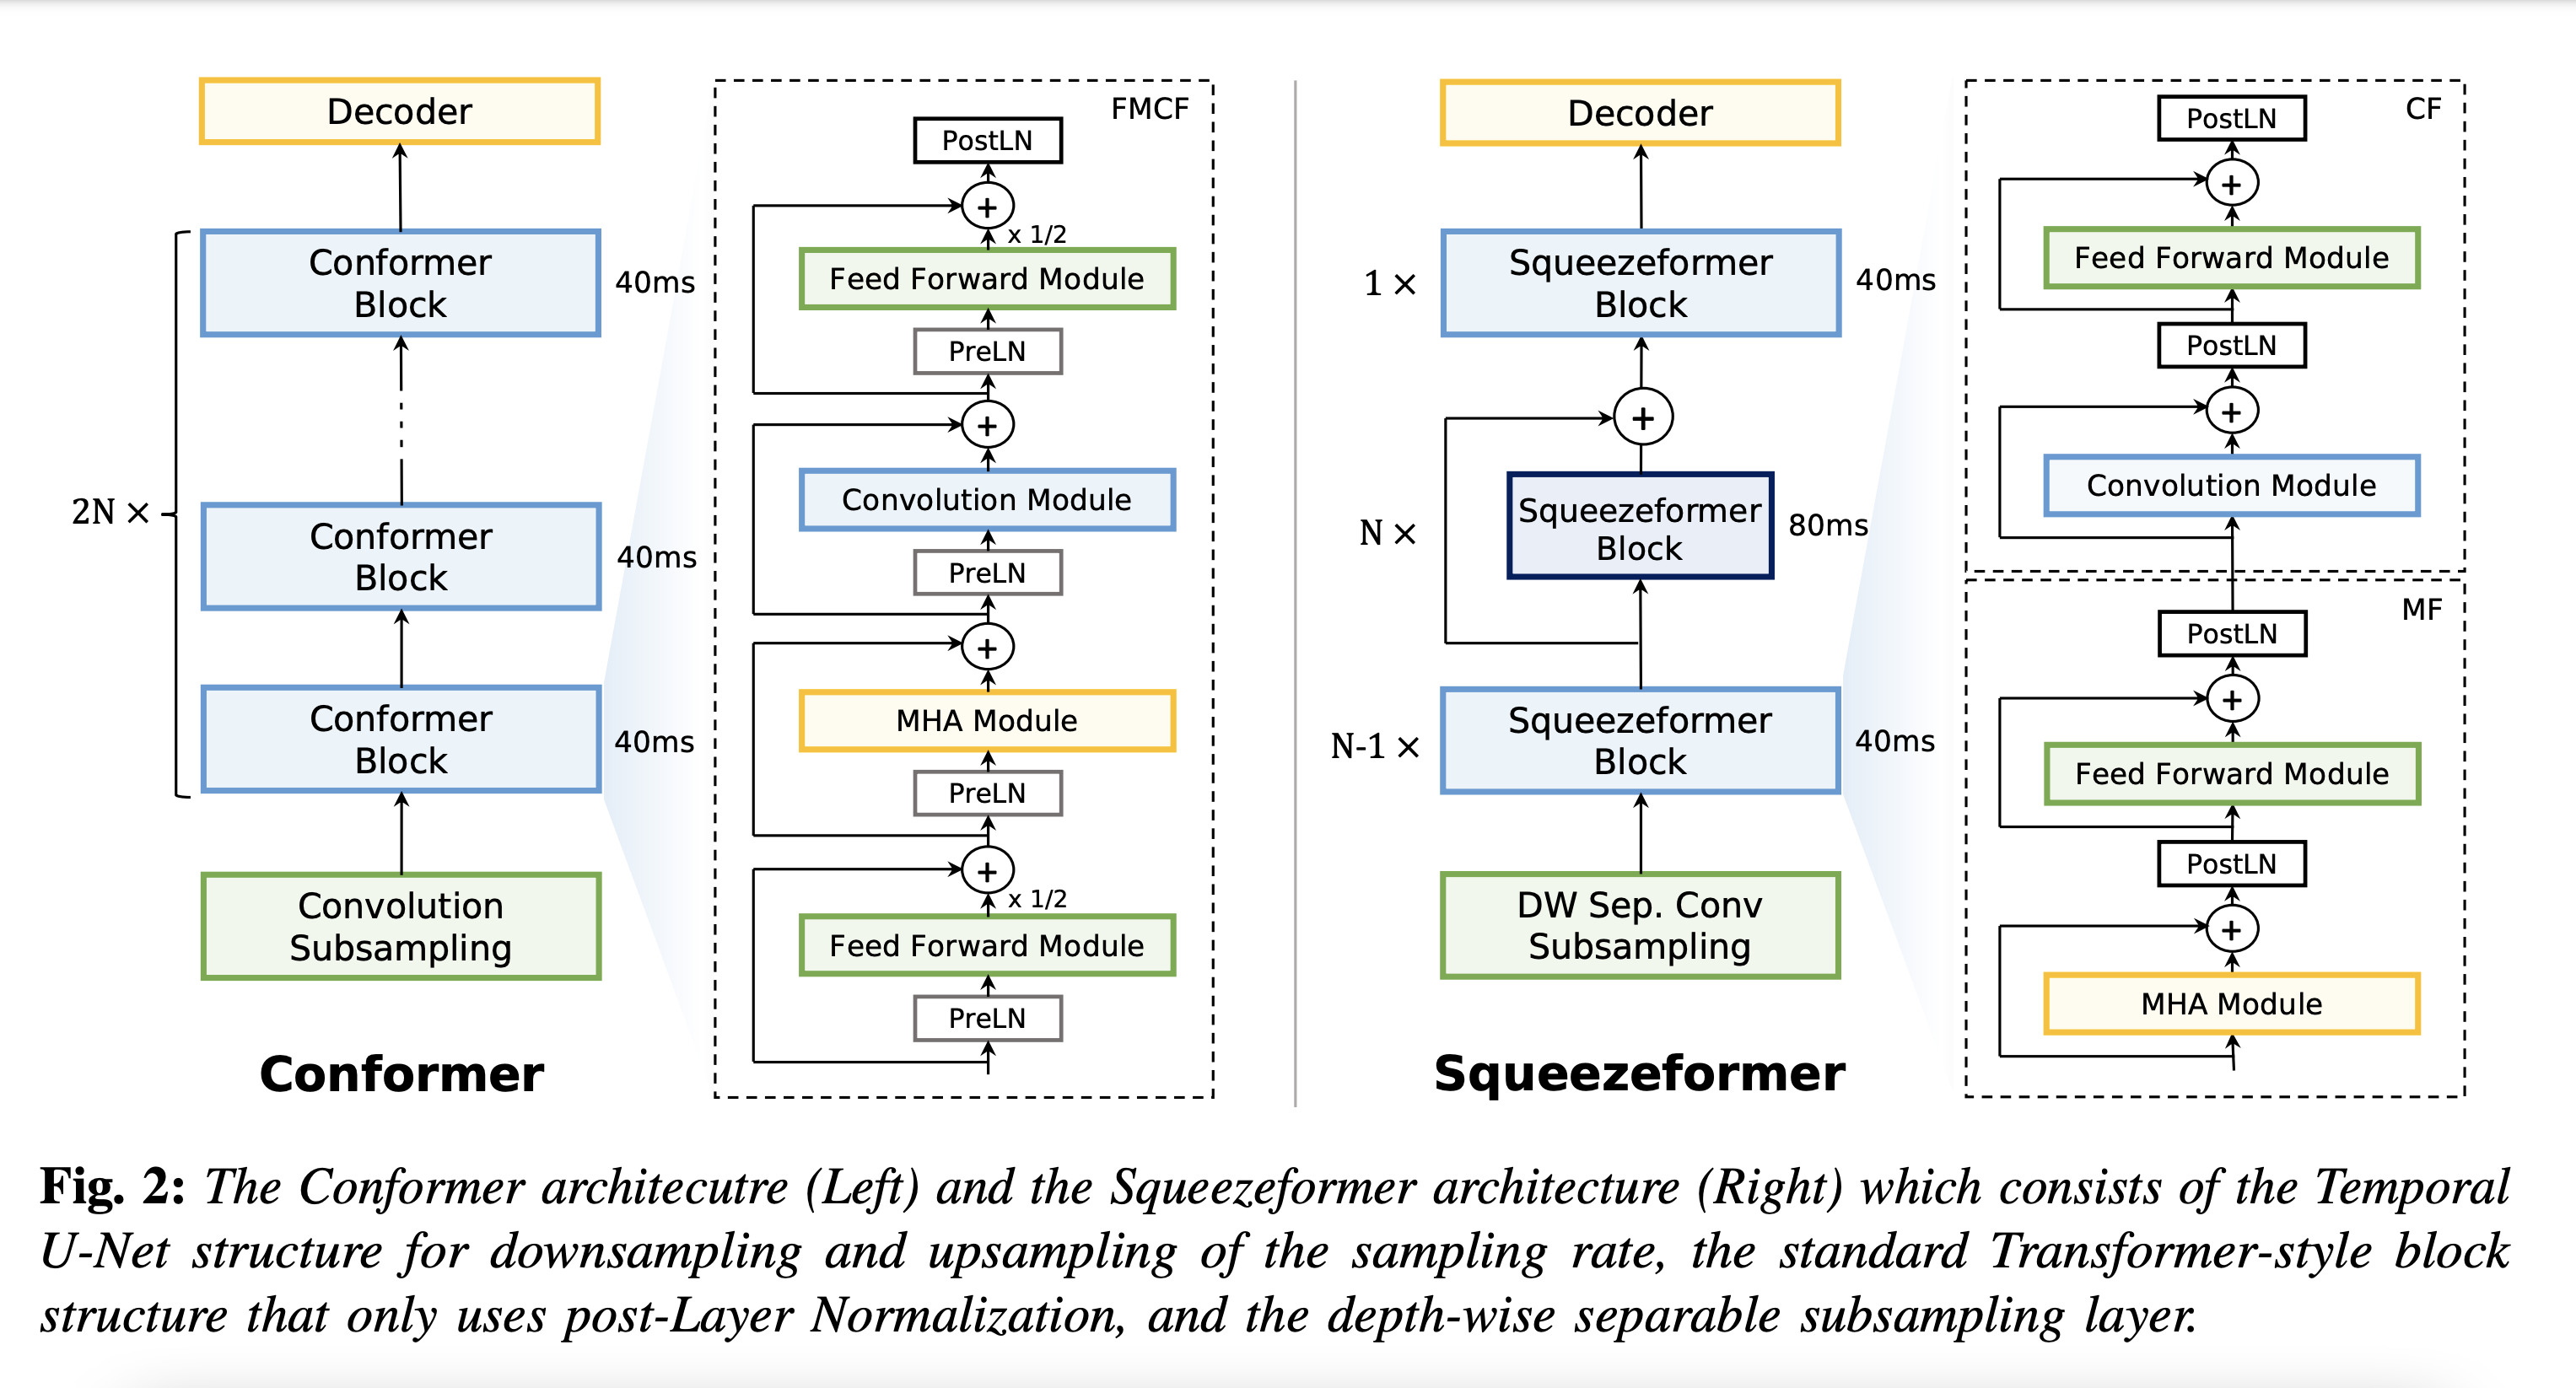 Decoder
Conformer
Block
40ms
2N ×
Conformer
Block
40ms
Conformer
Block
40ms
Convolution
Subsampling
Conformer
FMCF
PostLN
+
x 1/2
Feed Forward Module
PreLN
+
Convolution Module
PreLN
+
MHA Module
PreLN
+
x 1/2
Feed Forward Module
PreLN
Decoder
1 ×
Squeezeformer
Block
40ms
+
N ×
Squeezeformer
Block
80ms
N-1 ×
Squeezeformer
Block
40ms
DW Sep. Conv
Subsampling
Squeezeformer
CF
PostLN
+
Feed Forward Module
PostLN
+
Convolution Module
MF
PostLN
+
Feed Forward Module
PostLN
+
MHA Module
Fig. 2: The Conformer architecutre (Left) and the Squeezeformer architecture (Right) which consists of the Temporal
U-Net structure for downsampling and upsampling of the sampling rate, the standard Transformer-style block
structure that only uses post-Layer Normalization, and the depth-wise separable subsampling layer.